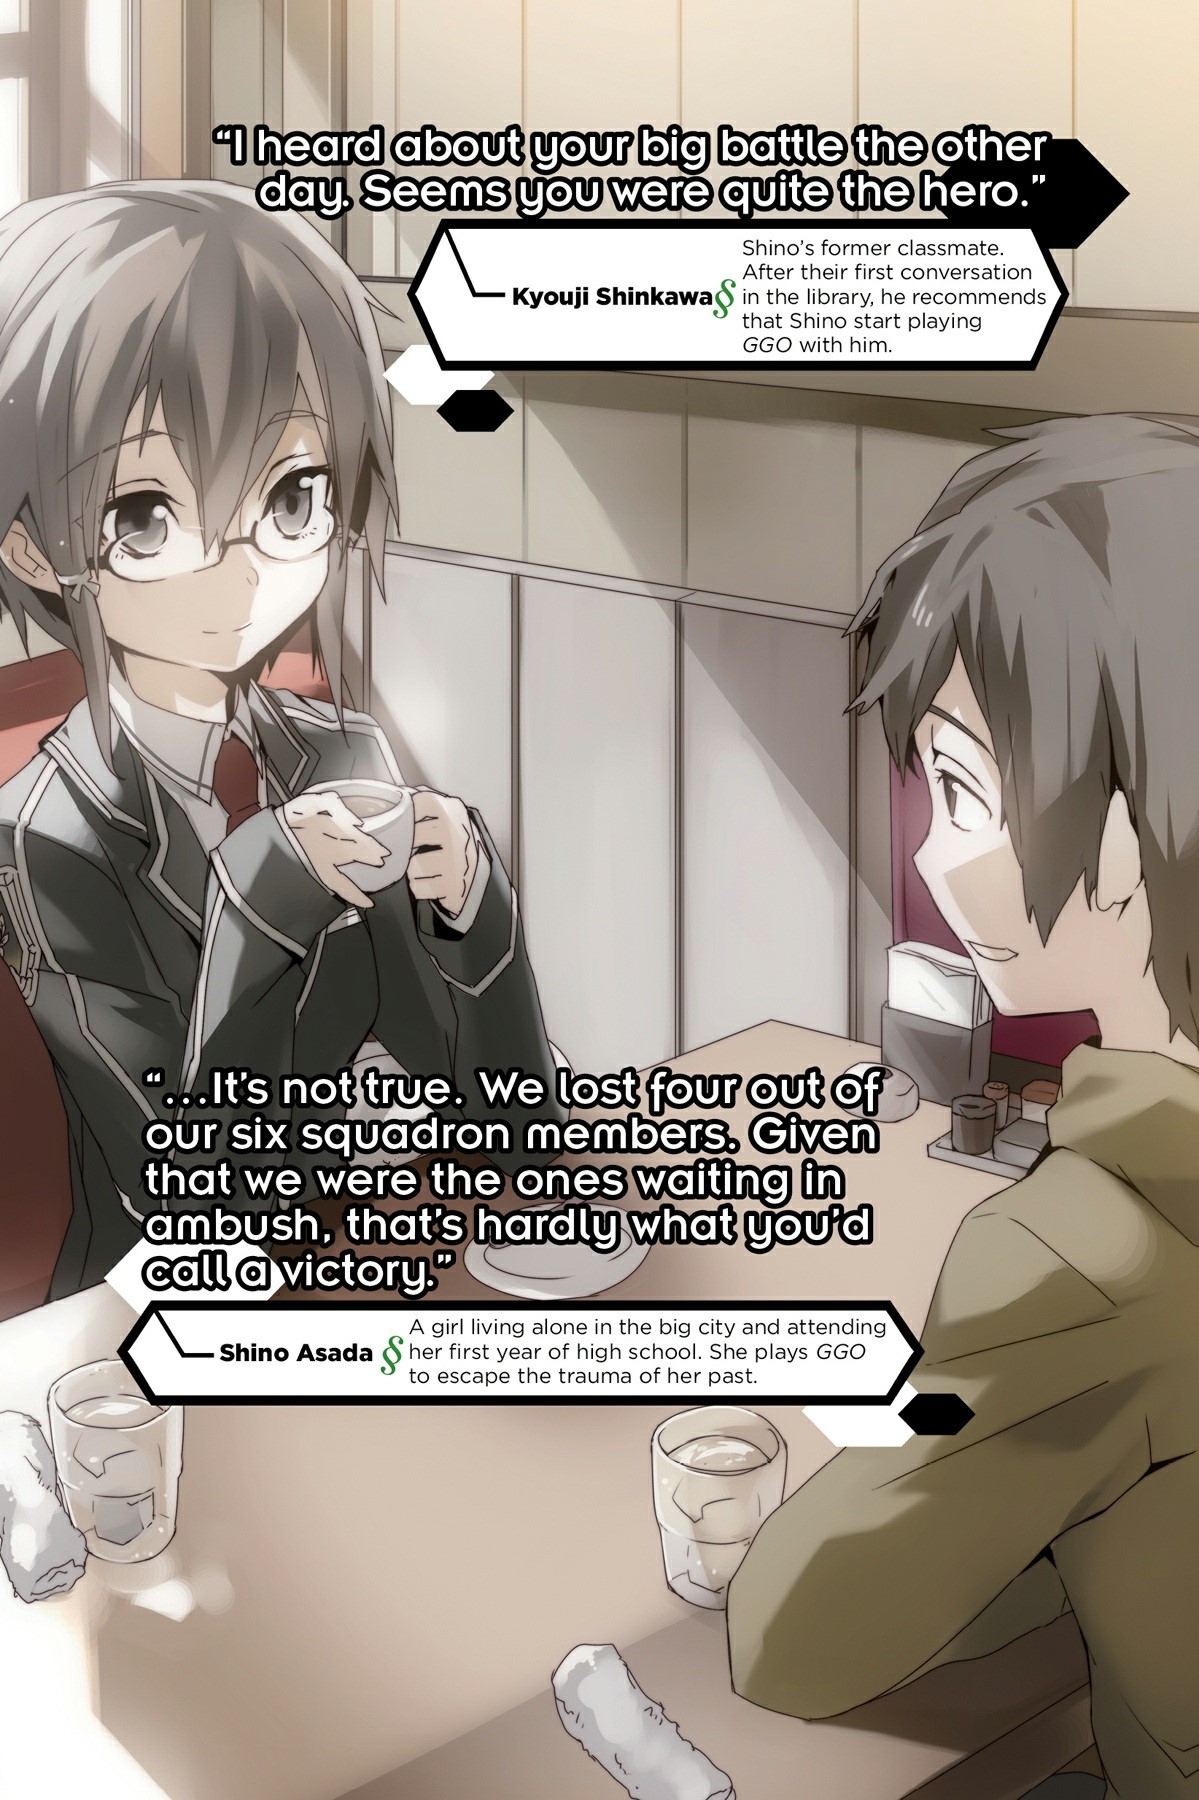 “I heard about your big battle the other
day. Seems you were quite the hero.”
Kyouji Shinkawa§
Shino’s former classmate.
After their first conversation
in the library, he recommends
that Shino start playing
GGO with him.
“…It’s not true. We lost four out of
our six squadron members. Given
that we were the ones waiting in
ambush, that’s hardly what you’d
call a victory.”
Shino Asada §
A girl living alone in the big city and attending
her first year of high school. She plays GGO
to escape the trauma of her past.